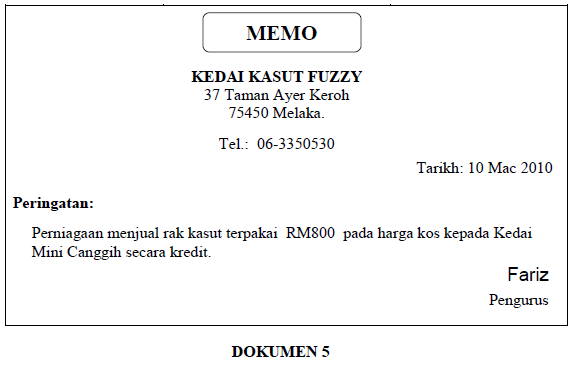 MEMO
KEDAI KASUT FUZZY
37 Taman Ayer Keroh
75450 Melaka.
Tel.: 06-3350530
Tarikh: 10 Mac 2010
Peringatan:
Perniagaan menjual rak kasut terpakai RM800 pada harga kos kepada Kedai
Mini Canggih secara kredit.
Fariz
Pengurus
DOKUMEN 5